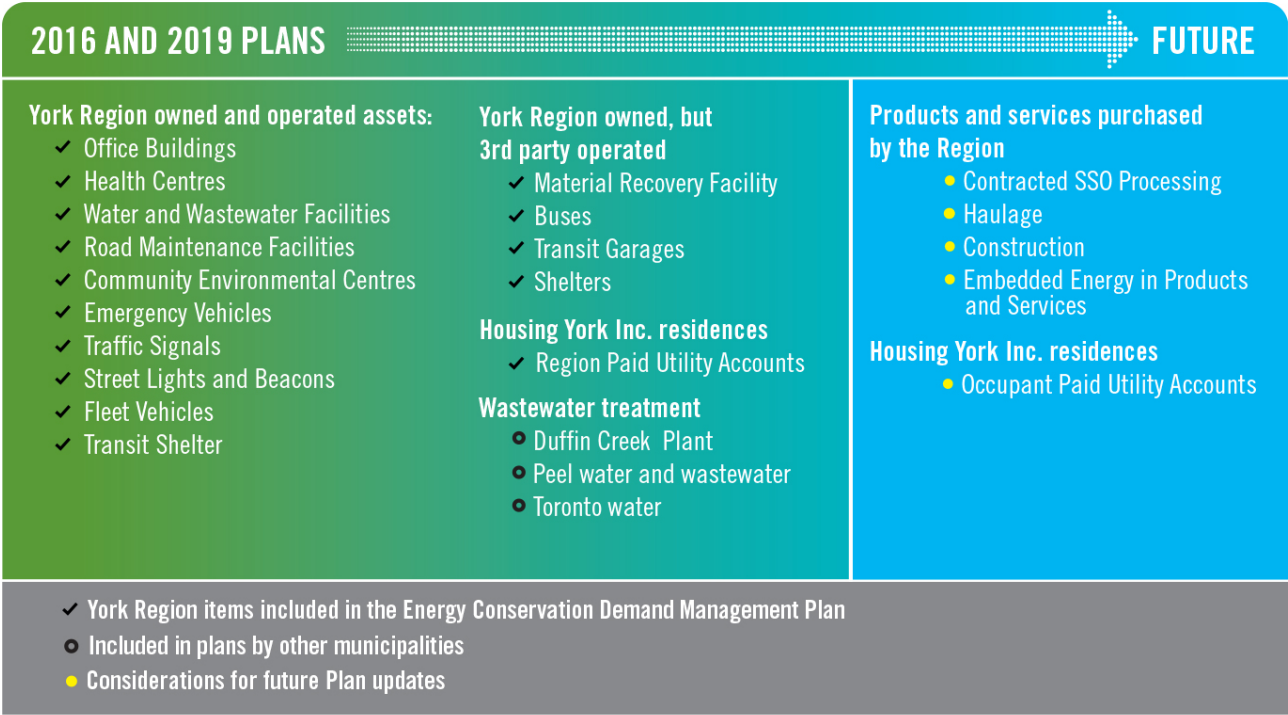 2016 AND 2019 PLANS
FUTURE
York Region owned and operated assets:
Office Buildings
Health Centres
Water and Wastewater Facilities
Road Maintenance Facilities
Community Environmental Centres
Emergency Vehicles
Traffic Signals
Street Lights and Beacons
Fleet Vehicles
Transit Shelter
York Region owned, but
3rd party operated
Material Recovery Facility
Buses
Transit Garages
Shelters
Housing York Inc. residences
Region Paid Utility Accounts
Wastewater treatment
Duffin Creek Plant
Peel water and wastewater
Toronto water
Products and services purchased
by the Region
Contracted SSO Processing
Haulage
Construction
Embedded Energy in Products
and Services
Housing York Inc. residences
Occupant Paid Utility Accounts
York Region items included in the Energy Conservation Demand Management Plan
Included in plans by other municipalities
Considerations for future Plan updates